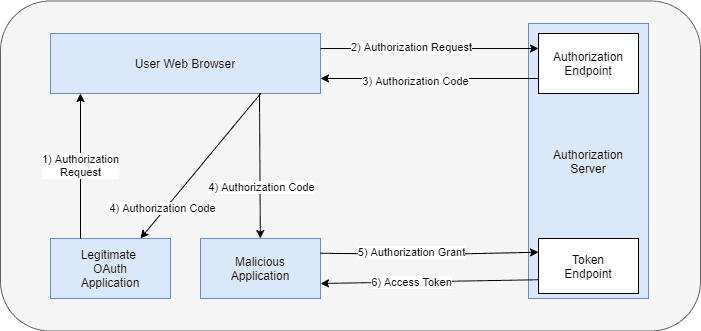 2) Authorization Request
User Web Browser
3) Authorization Code
Authorization
Endpoint
1) Authorization
Request
4) Authorization Code
4) Authorization Code
Authorization
Server
Legitimate
OAuth
Application
Malicious
Application
5) Authorization Grant
6) Access Token
Token
Endpoint